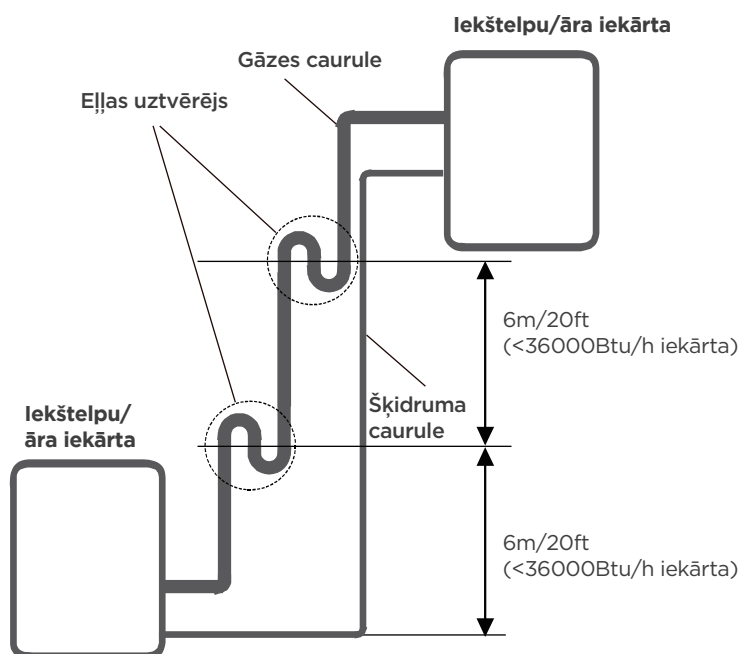 Iekštelpu/āra iekārta
Gāzes caurule
Eļļas uztvērējs
6m/20ft
(<36000Btu/h iekārta)
Šķidruma
caurule
Iekštelpu/
āra iekārta
6m/20ft
(<36000Btu/h iekārta)